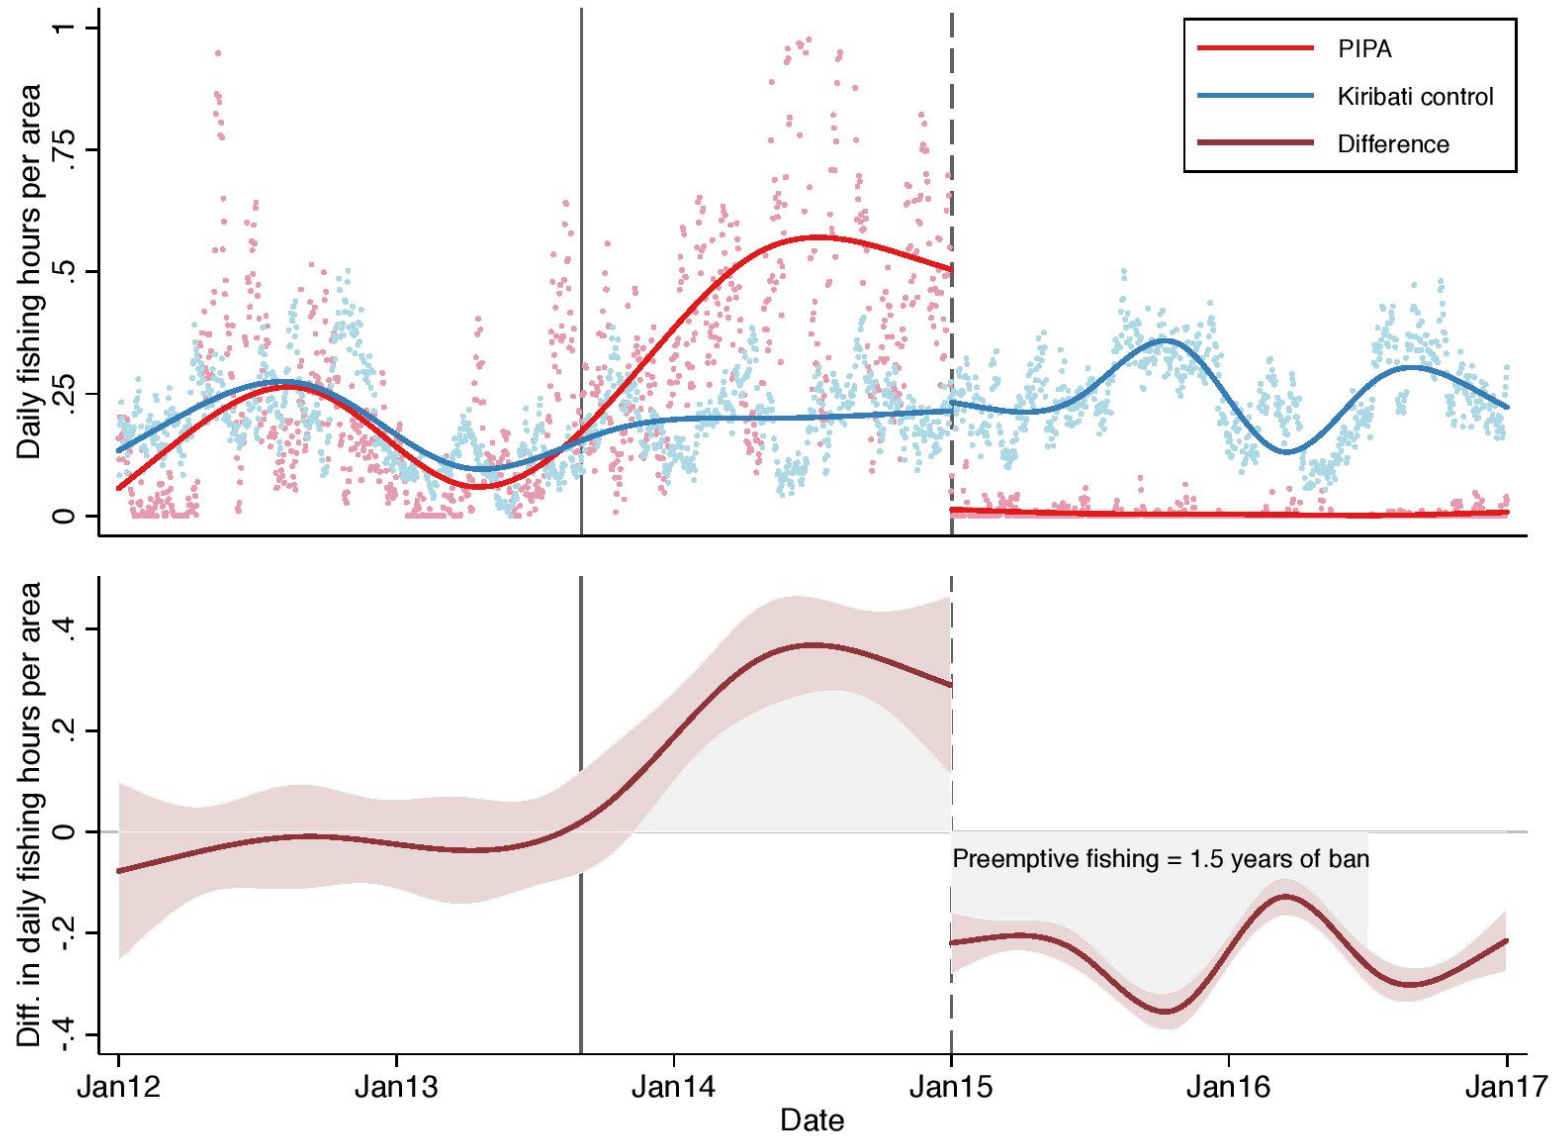 Daily fishing hours per area
1
.75
.5
.25
0
PIPA
Kiribati control
Difference
Diff. in daily fishing hours per area
.4
.2
0
-.2
-.4
Preemptive fishing = 1.5 years of ban
Jan12 Jan13 Jan14 Jan15 Jan16 Jan17
Date